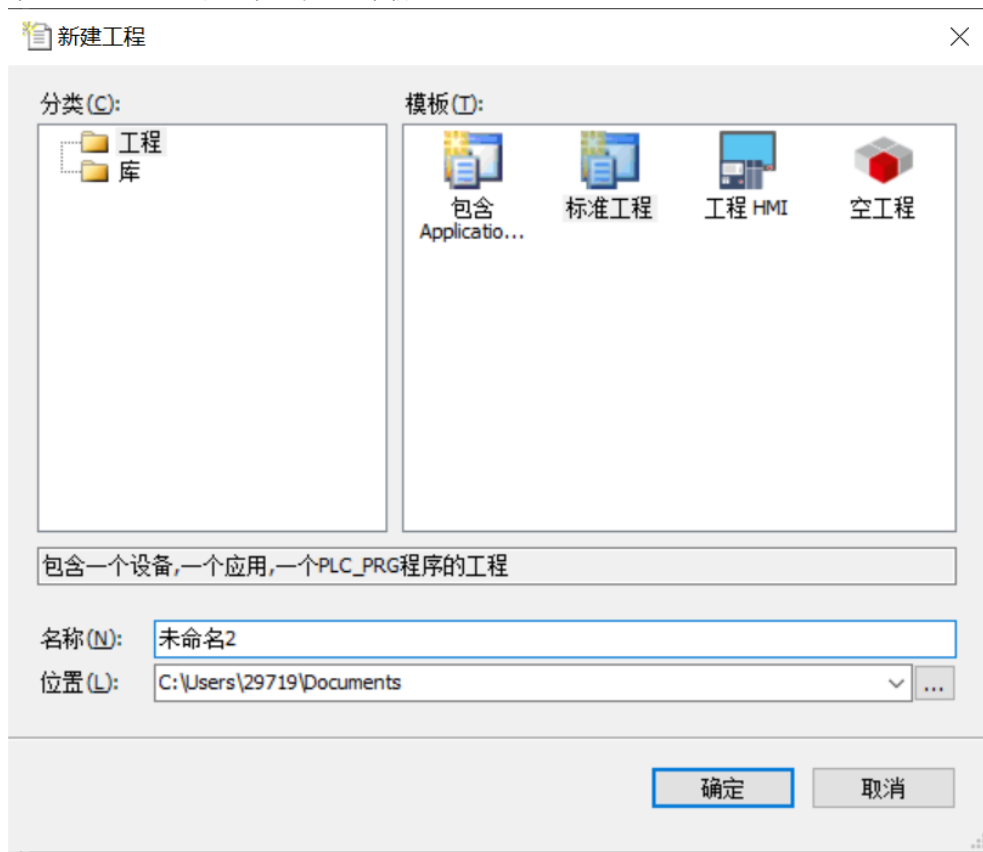 新建工程
分类(C):
模板(T):
工程
库
包含
Applicatio...
标准工程
工程 HMI
空工程
包含一个设备,一个应用,一个PLC_PRG程序的工程
名称(N):
未命名2
位置(L):
C:\Users\29719\Documents
...
确定
取消